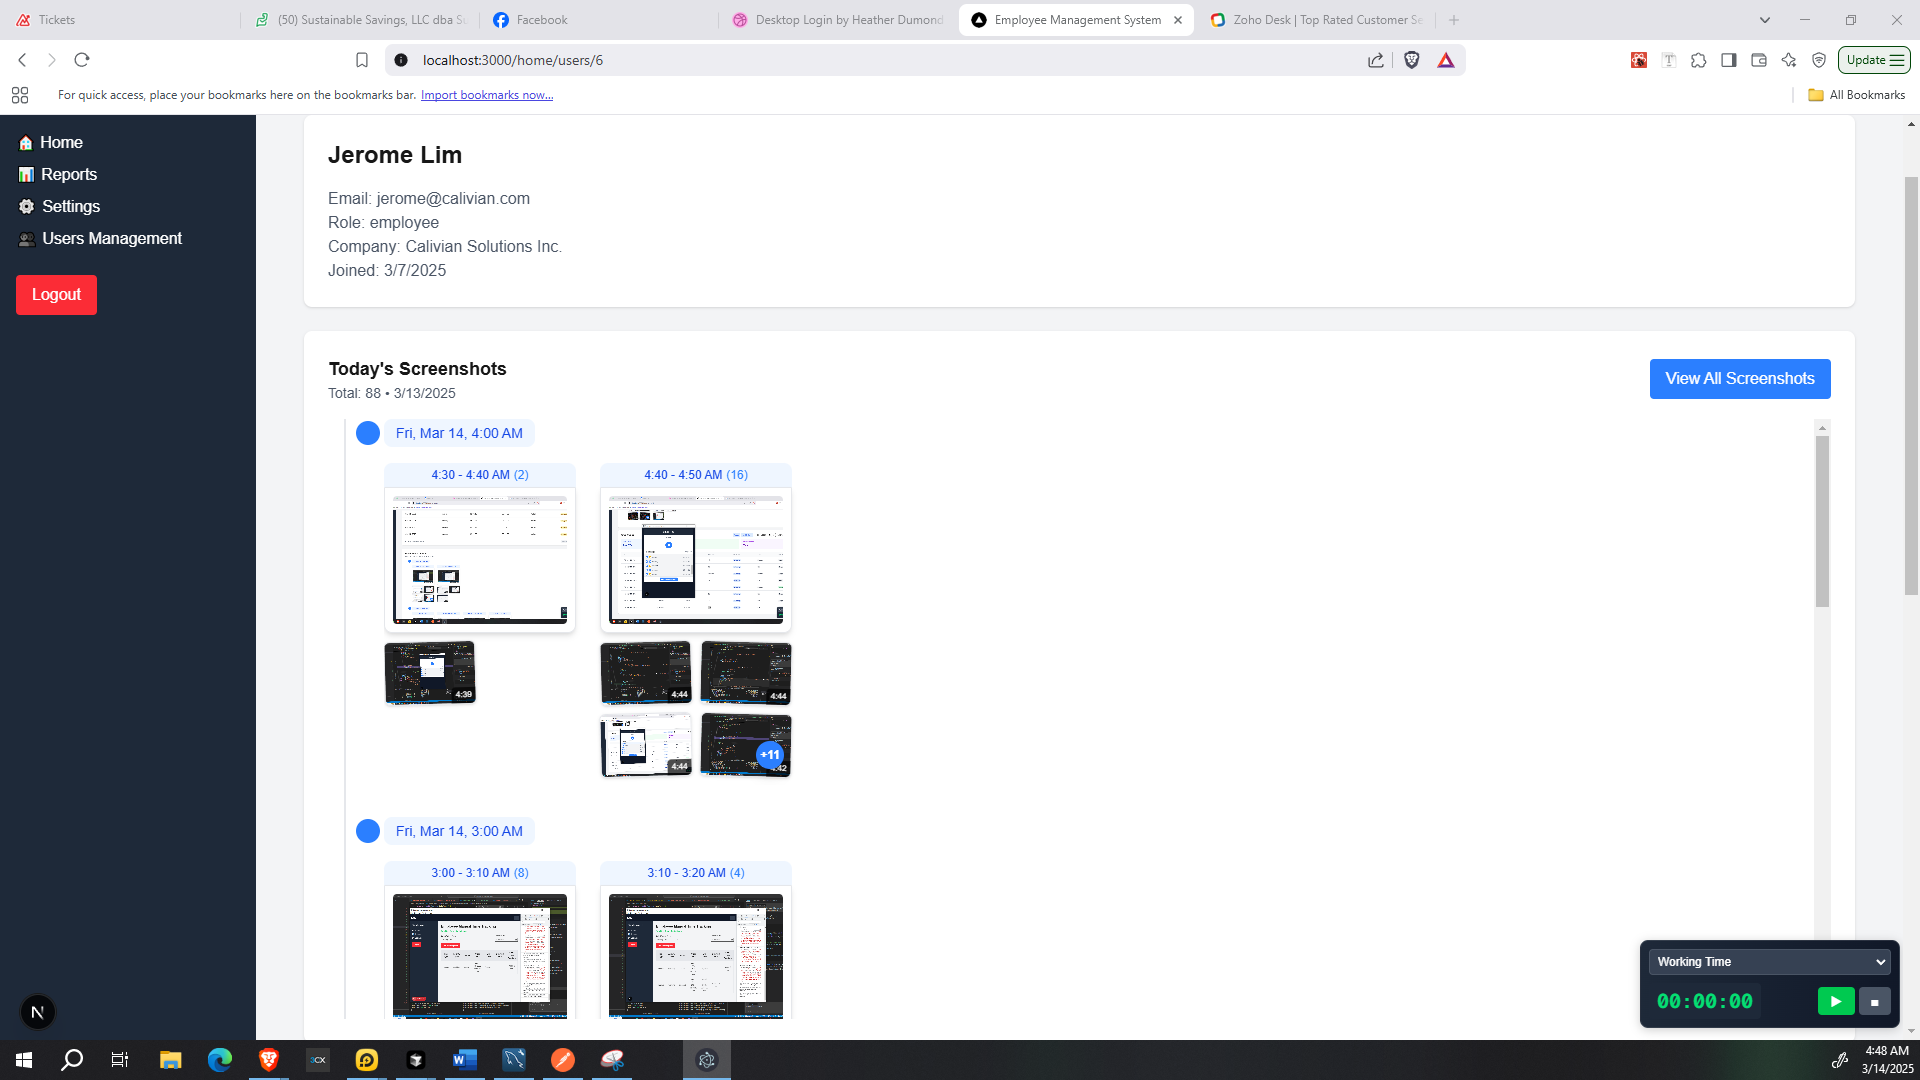 Tickets
(50) Sustainable Savings, LLC dba S
Facebook
Desktop Login by Heather Dumond
Employee Management System
Zoho Desk | Top Rated Customer Se
localhost:3000/home/users/6
Update
For quick access, place your bookmarks here on the bookmarks bar. Import bookmarks now...
All Bookmarks
Home
Reports
Settings
Users Management
Logout
Jerome Lim
Email: jerome@calivian.com
Role: employee
Company: Calivian Solutions Inc.
Joined: 3/7/2025
Today's Screenshots
Total: 88 • 3/13/2025
View All Screenshots
Fri, Mar 14, 4:00 AM
4:30 - 4:40 AM (2)
4:40 - 4:50 AM (16)
4:39
4:44
4:44
4:44
+11
:42
Fri, Mar 14, 3:00 AM
3:00 - 3:10 AM (8)
3:10 - 3:20 AM (4)
Working Time
00:00:00
N
3CX
4:48 AM
3/14/2025